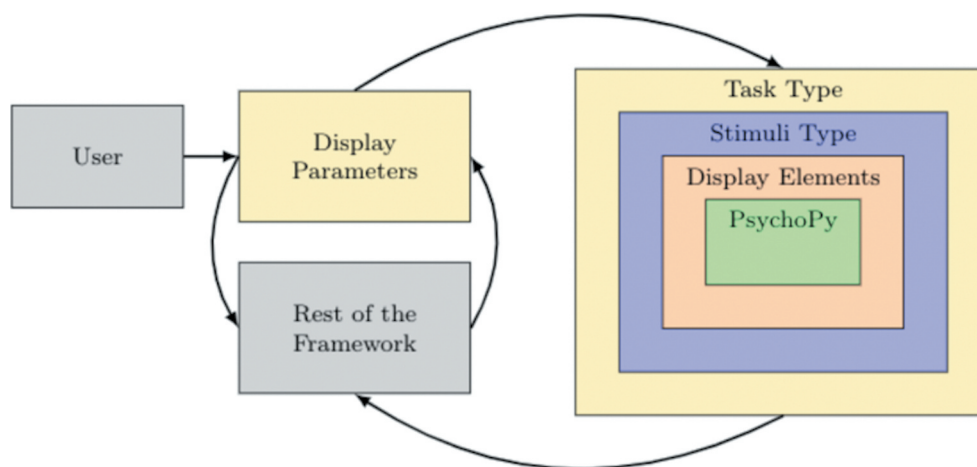 User
Display
Parameters
Rest of the
Framework
Task Type
Stimuli Type
Display Elements
PsychoPy